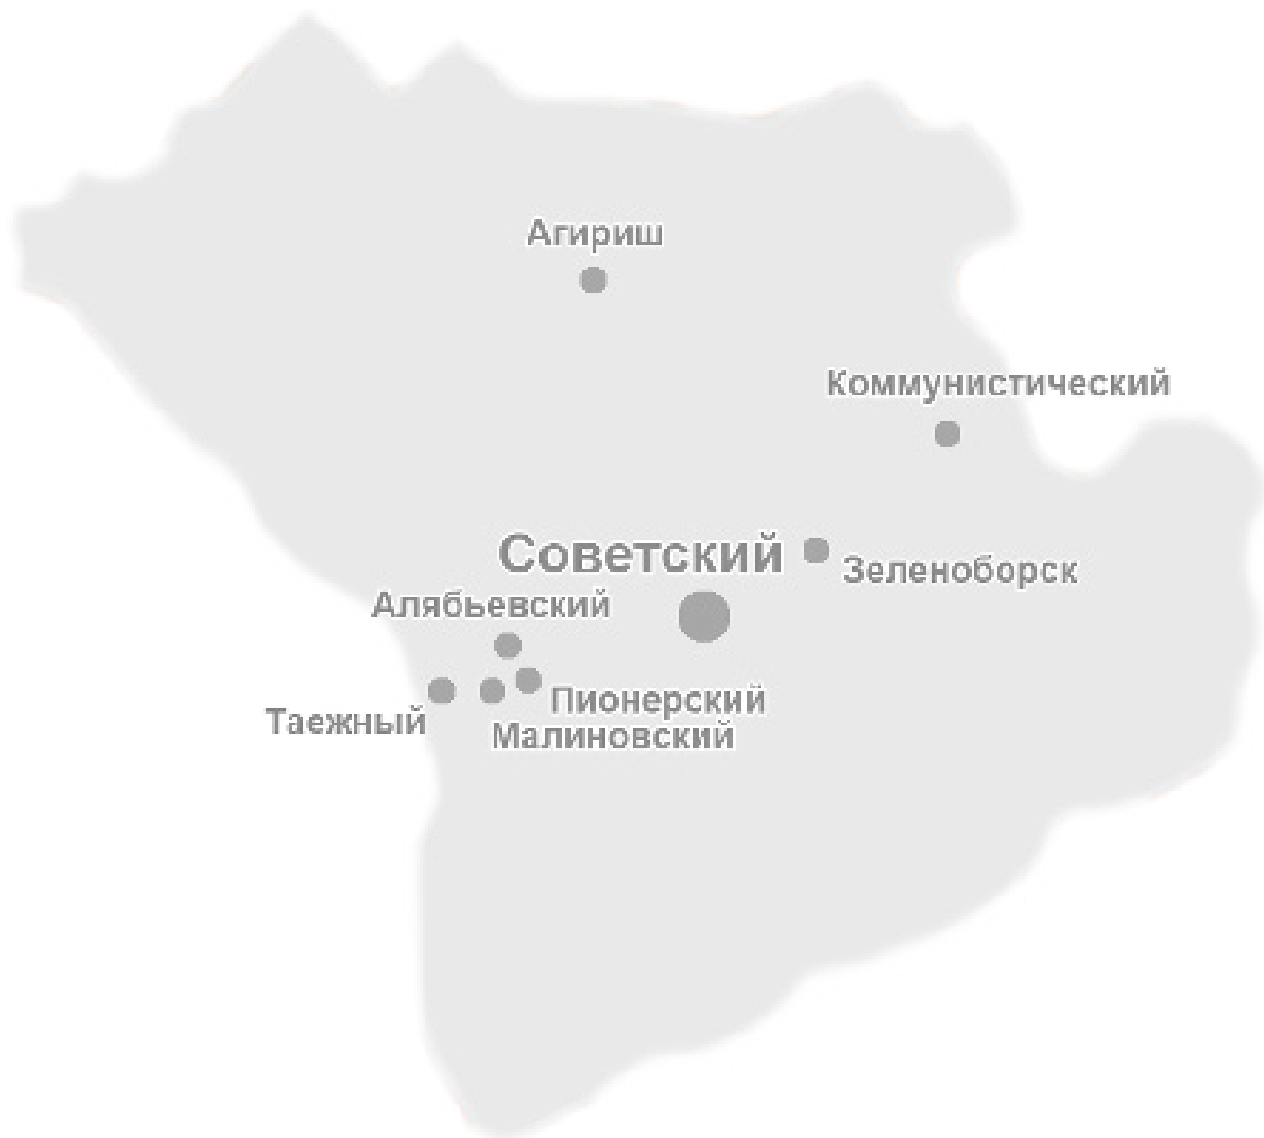 Агириш
Коммунистический
Советский
Зеленоборск
Алябьевский
Пионерский
Таежный
Малиновский